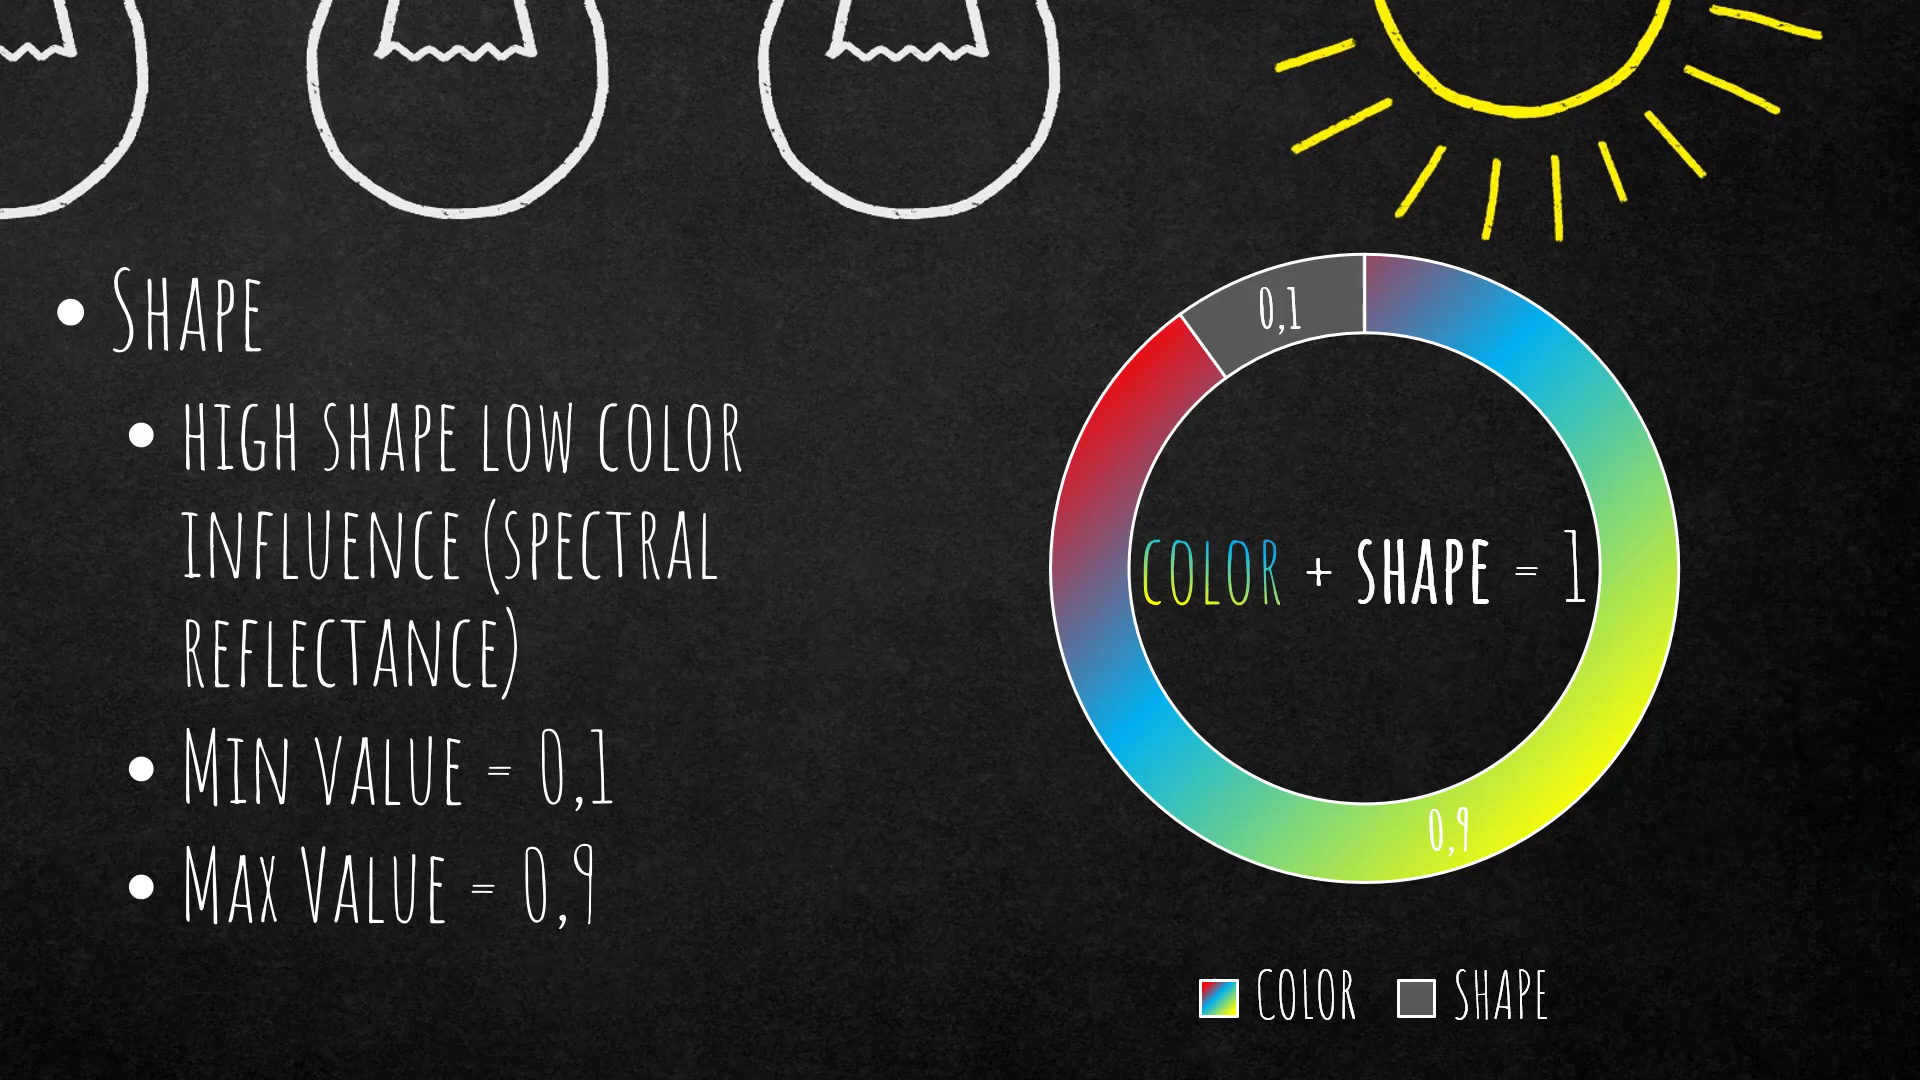 • Shape
• HIGH SHAPE LOW COLOR
INFLUENCE (SPECTRAL
REFLECTANCE)
• Min value = 0,1
• Max Value = 0,9
0,1
COLOR + SHAPE = 1
0,9
COLOR SHAPE